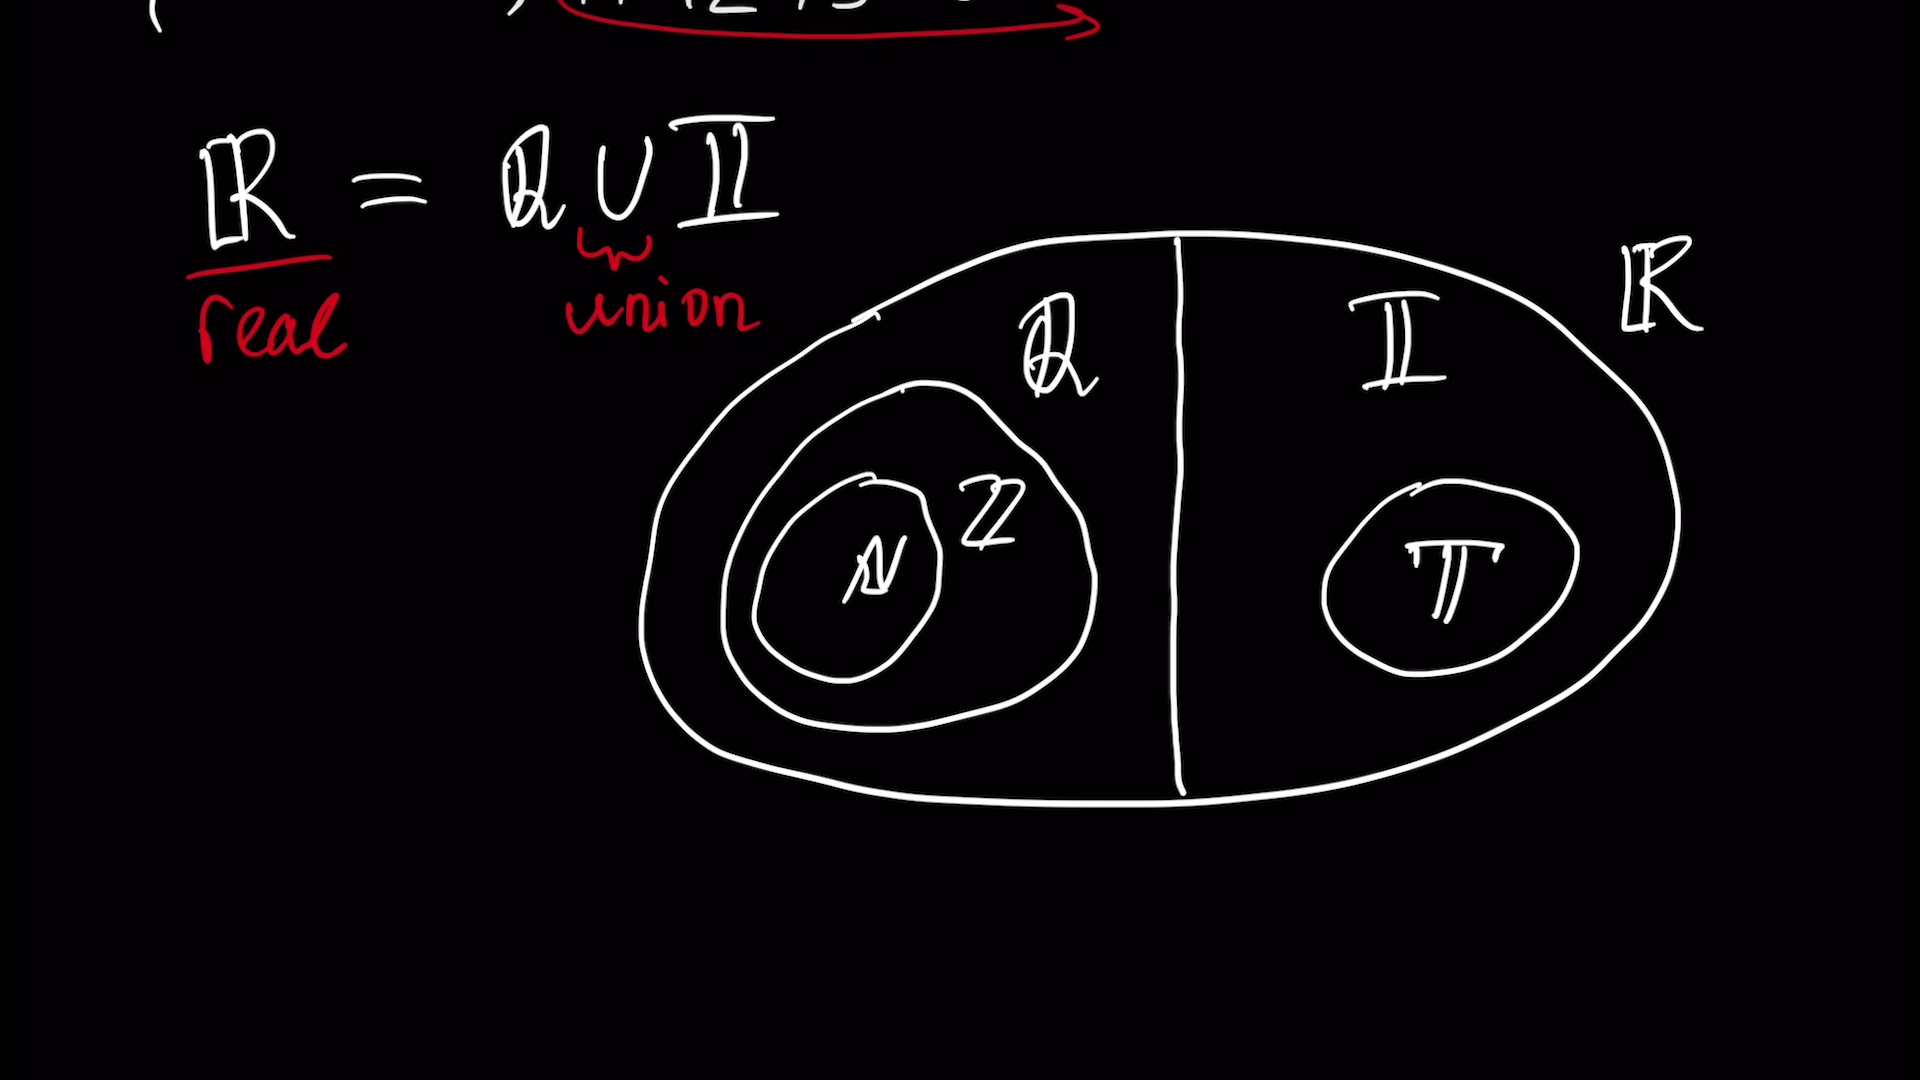 ℝ = ℚ ∪ 𝕀
real
union
ℝ
ℚ
𝕀
ℤ
ℕ
𝕋